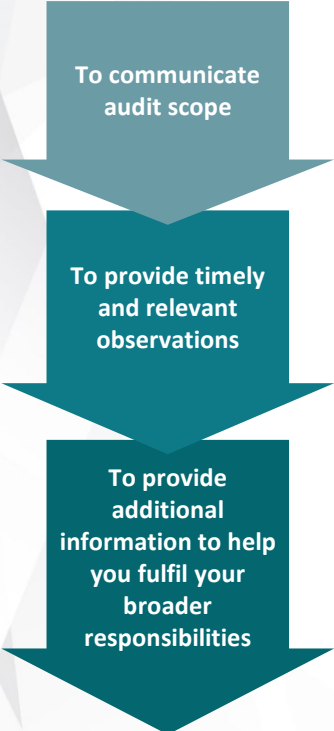 To communicate
audit scope
To provide timely
and relevant
observations
To provide
additional
information to help
you fulfil your
broader
responsibilities